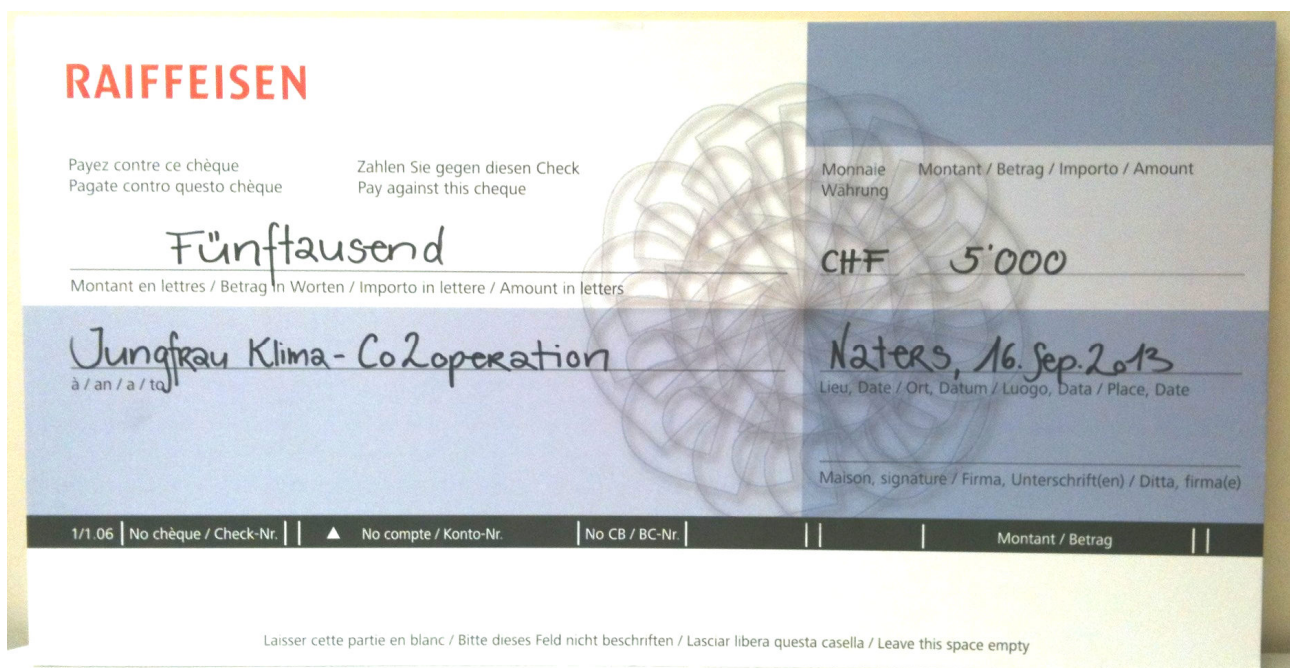 RAIFFEISEN
Payez contre ce chèque
Pagate contro questo chèque
Zahlen Sie gegen diesen Check
Pay against this cheque
Monnaie
Währung
Montant / Betrag / Importo / Amount
Fünftausend
CHF 5'000
Montant en lettres / Betrag in Worten / Importo in lettere / Amount in letters
Jungfrau Klima - Co2operation
à / an / a / to
Naters, 16. Sep. 2013
Lieu, Date / Ort, Datum / Luogo, Data / Place, Date
Maison, signature / Firma, Unterschrift(en) / Ditta, firma(e)
1/1.06 No chèque / Check-Nr. No compte / Konto-Nr. No CB / BC-Nr. Montant / Betrag
Laisser cette partie en blanc / Bitte dieses Feld nicht beschriften / Lasciar libera questa casella / Leave this space empty